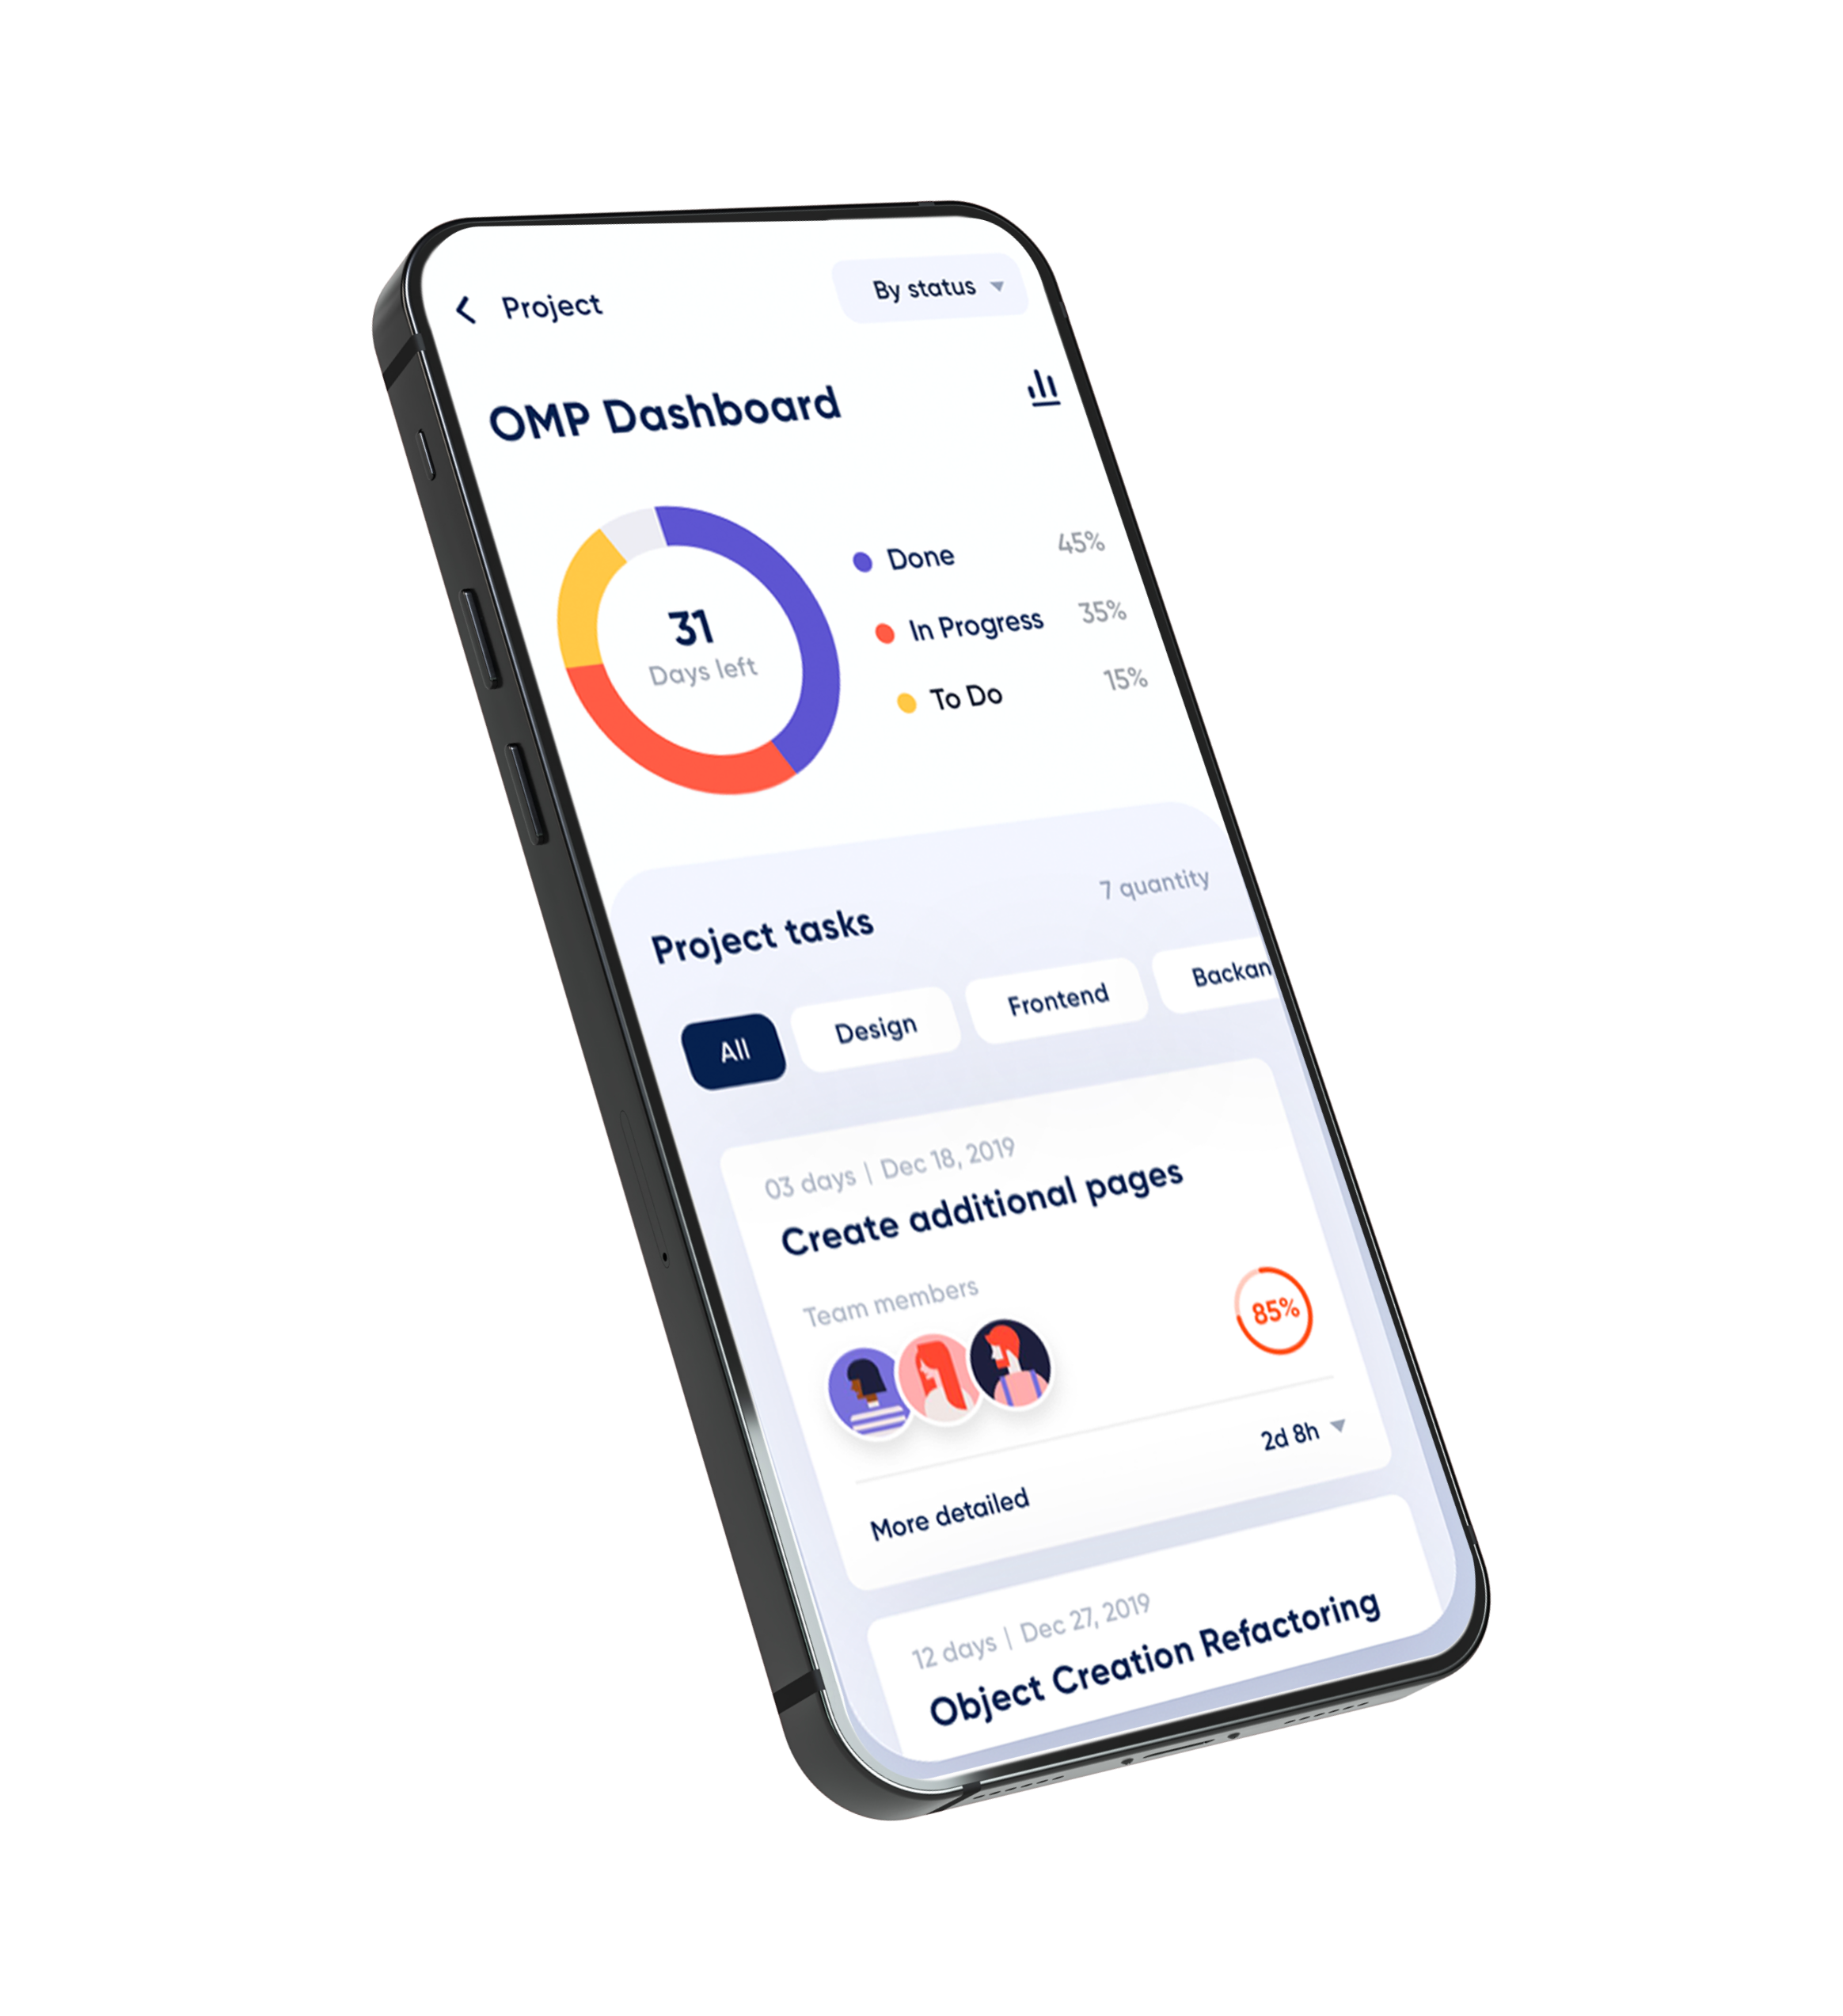 Project
By status
OMP Dashboard
31
Days left
Done 45%
In Progress 35%
To Do 15%
Project tasks
7 quantity
All
Design
Frontend
Backan
03 days | Dec 18, 2019
Create additional pages
Team members
85%
More detailed
2d 8h
12 days | Dec 27, 2019
Object Creation Refactoring